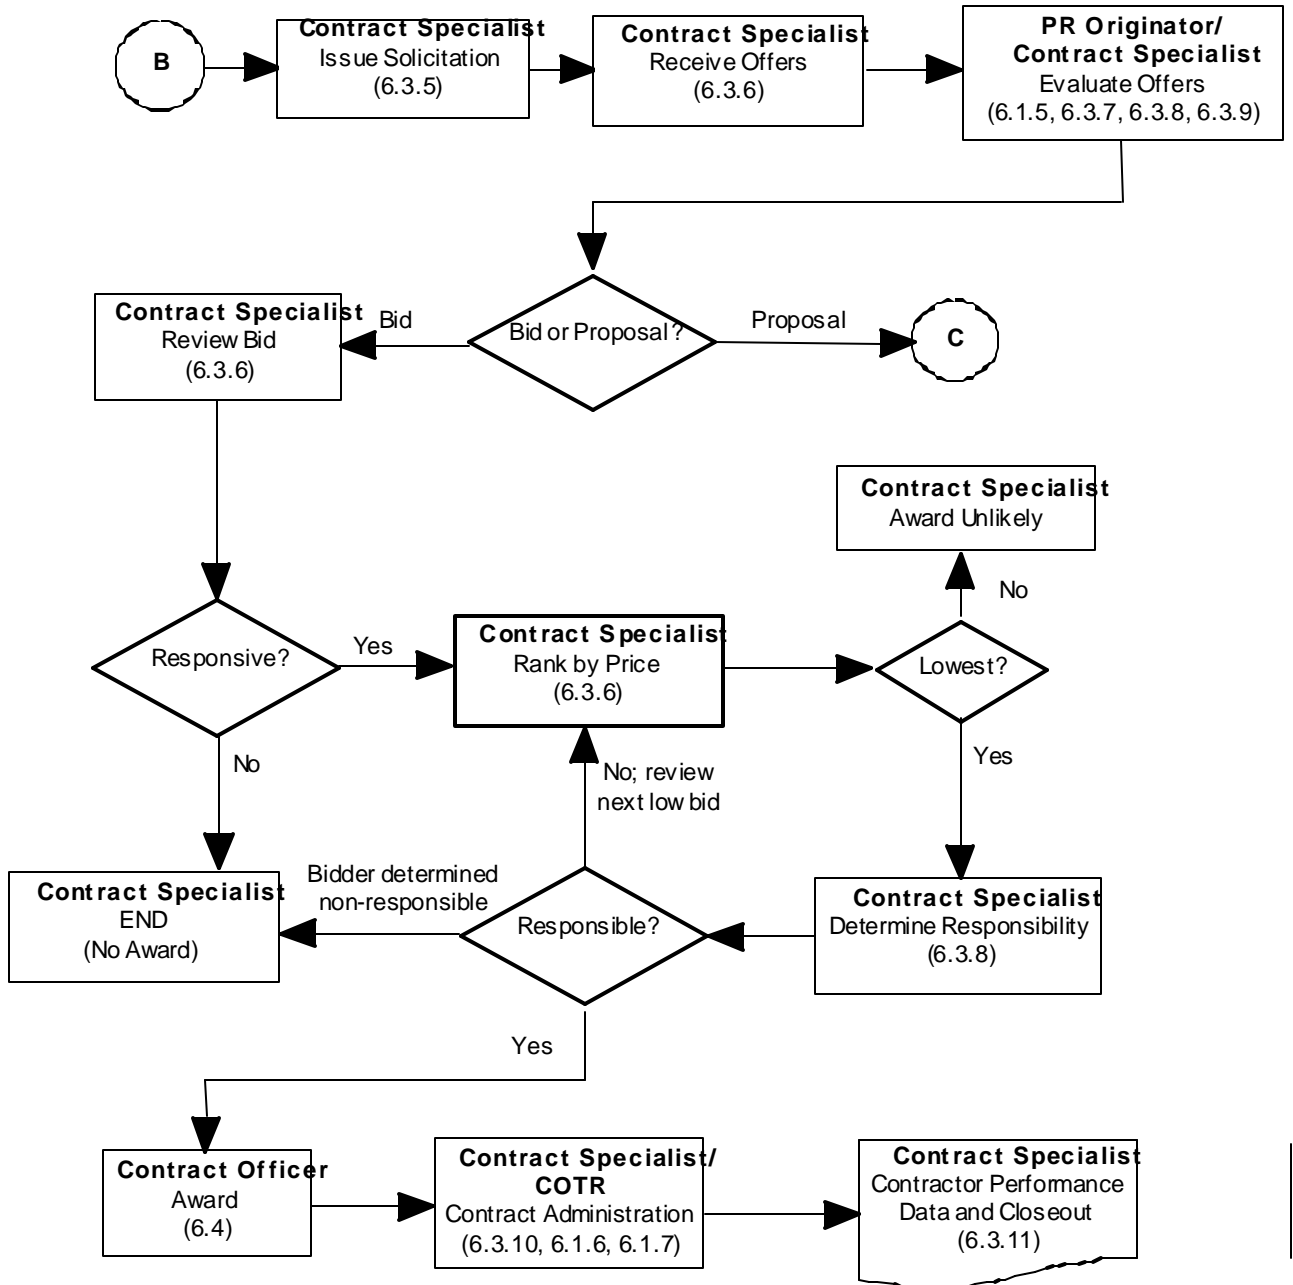 B
Contract Specialist
Issue Solicitation
(6.3.5)
Contract Specialist
Receive Offers
(6.3.6)
PR Originator/
Contract Specialist
Evaluate Offers
(6.1.5, 6.3.7, 6.3.8, 6.3.9)
Contract Specialist
Review Bid
(6.3.6)
Bid
Bid or Proposal?
Proposal
C
Contract Specialist
Award Unlikely
No
Responsive?
Yes
Contract Specialist
Rank by Price
(6.3.6)
Lowest?
No
No; review
next low bid
Yes
Contract Specialist
END
(No Award)
Bidder determined
non-responsible
Responsible?
Contract Specialist
Determine Responsibility
(6.3.8)
Yes
Contract Officer
Award
(6.4)
Contract Specialist/
COTR
Contract Administration
(6.3.10, 6.1.6, 6.1.7)
Contract Specialist
Contractor Performance
Data and Closeout
(6.3.11)